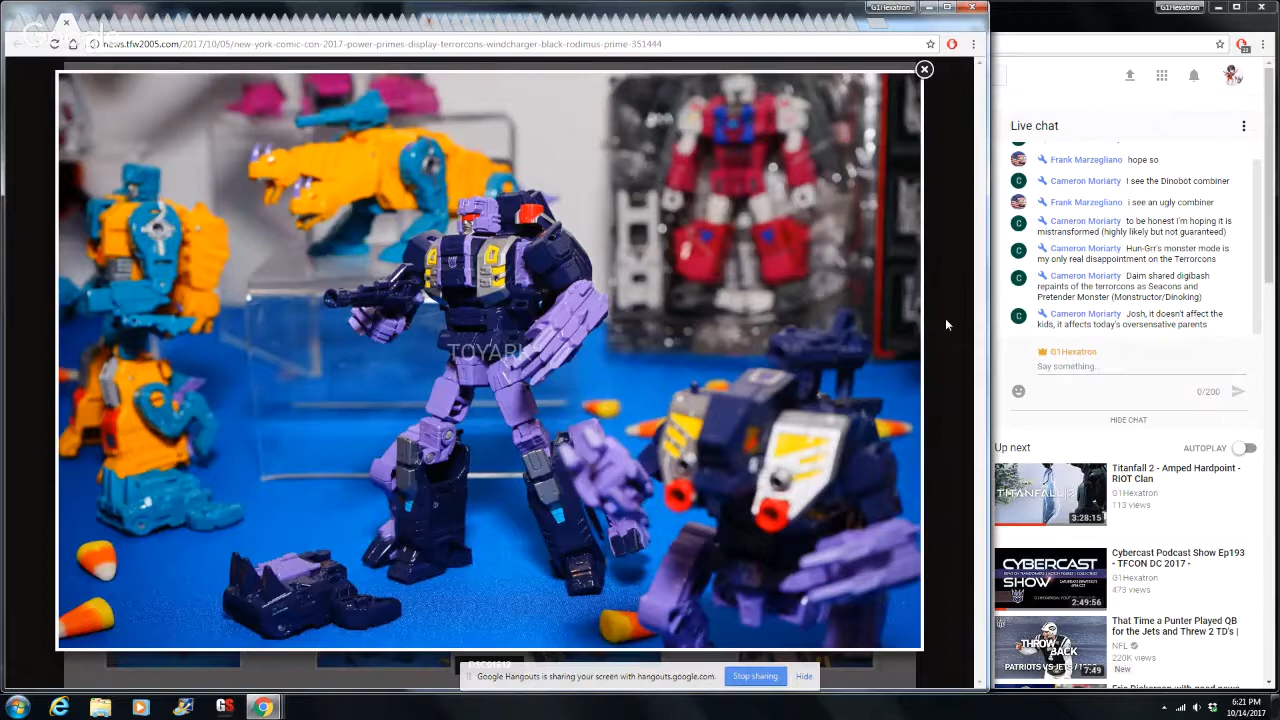 G1Hexatron
G1Hexatron
news.tfw2005.com/2017/10/05/new-york-comic-con-2017-power-primes-display-terrorcons-windcharger-black-rodimus-prime-351444
Live chat
Frank Marzegliano hope so
Cameron Moriarty I see the Dinobot combiner
Frank Marzegliano i see an ugly combiner
Cameron Moriarty to be honest I'm hoping it is
mistransformed (highly likely but not guaranteed)
Cameron Moriarty Hun-Grr's monster mode is
my only real disappointment on the Terrorcons
Cameron Moriarty Daim shared digibash
repaints of the terrorcons as Seacons and
Pretender Monster (Monstructor/Dinoking)
Cameron Moriarty Josh, it doesn't affect the
kids, it affects today's oversensative parents
G1Hexatron
Say something...
0/200
HIDE CHAT
TOYARK
Up next
AUTOPLAY
Titanfall 2 - Amped Hardpoint -
RIOT Clan
G1Hexatron
113 views
TITANFALL 2
3:28:15
Cybercast Podcast Show Ep193
- TFCON DC 2017 -
G1Hexatron
473 views
CYBERCAST
SHOW
2:49:56
That Time a Punter Played QB
for the Jets and Threw 2 TD's |
NFL
220K views
New
THROW
BACK
PATRIOTS VS JETS /
7:49
Google Hangouts is sharing your screen with hangouts.google.com.
Stop sharing
Hide
GS
6:21 PM
10/14/2017